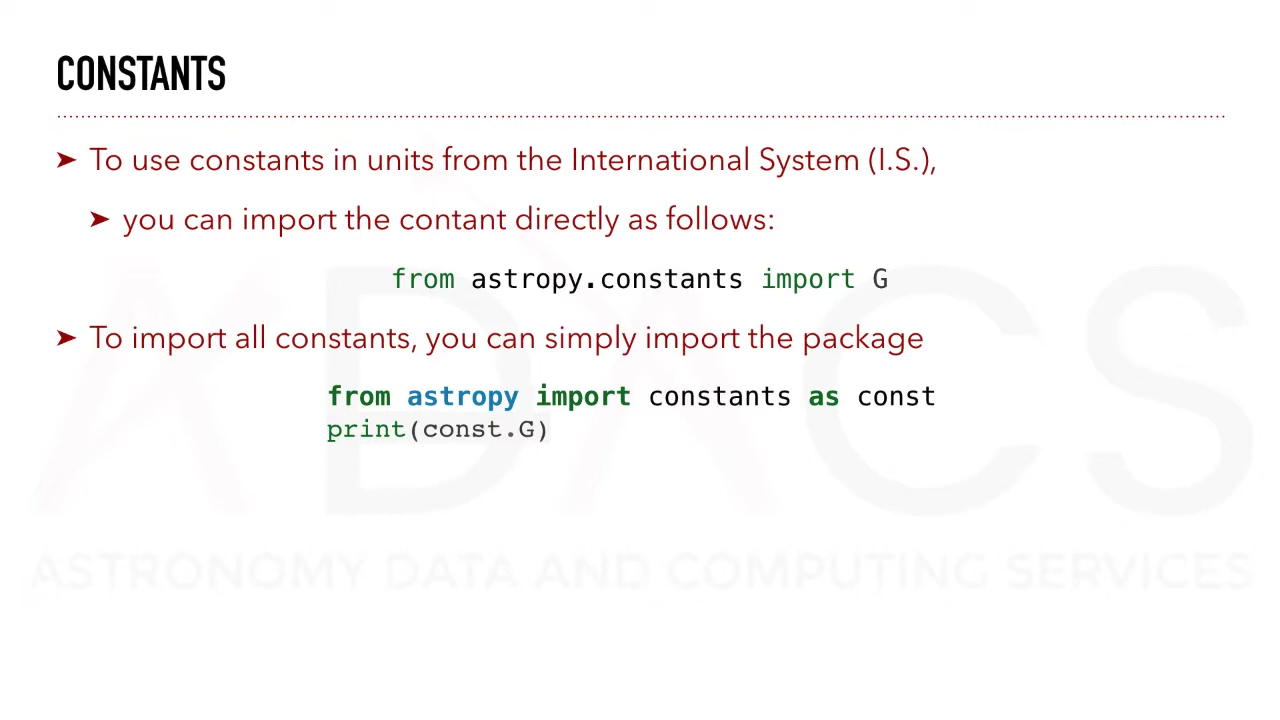 CONSTANTS
➤ To use constants in units from the International System (I.S.),
➤ you can import the contant directly as follows:
from astropy.constants import G
➤ To import all constants, you can simply import the package
from astropy import constants as const
print(const.G)
ADACS
ASTRONOMY DATA AND COMPUTING SERVICES